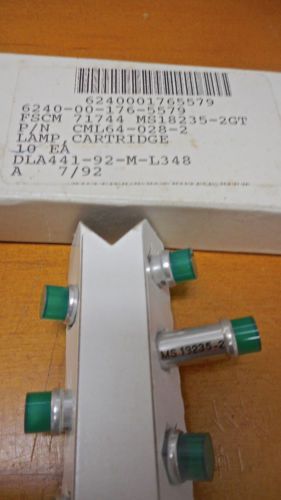 6240001765579
6240-00-176-5579
FSCM 71744 MS18235-2GT
P/N CML64-028-2
LAMP CARTRIDGE
10 EA
DLA441-92-M-L348
A 7/92
MS 19235-2